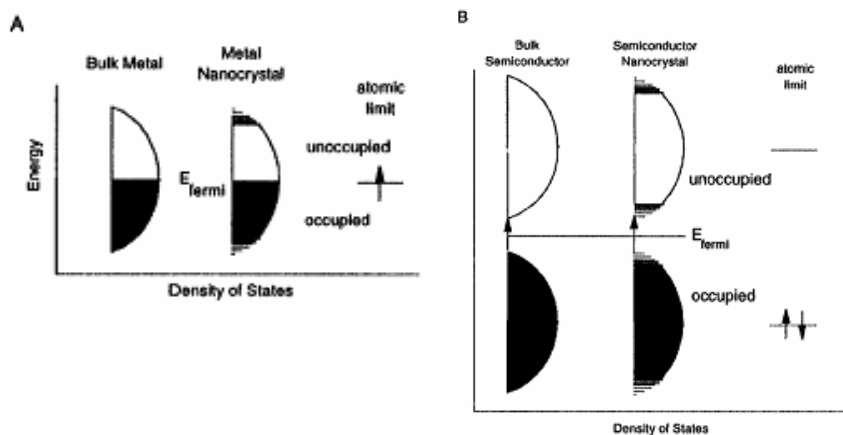 A
Bulk Metal
Metal
Nanocrystal
atomic
limit
unoccupied
E fermi
occupied
Energy
Density of States
B
Bulk
Semiconductor
Semiconductor
Nanocrystal
atomic
limit
unoccupied
E fermi
occupied
Density of States